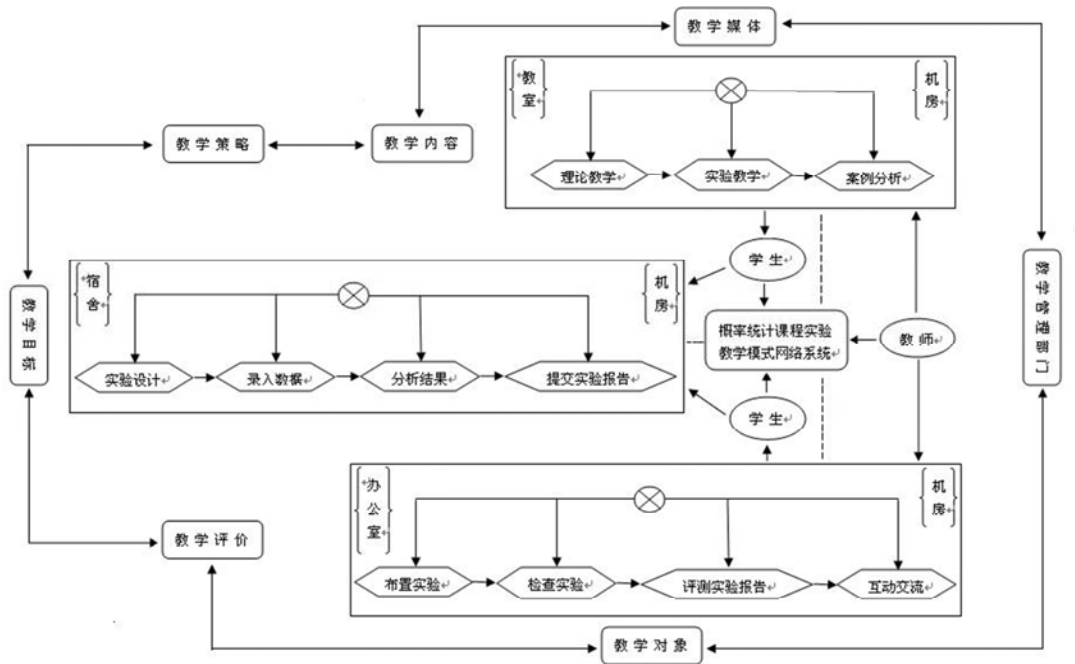 教学媒体
教室
机房
理论教学
实验教学
案例分析
教学策略
教学内容
学生
宿舍
机房
实验设计
录入数据
分析结果
提交实验报告
教学目标
概率统计课程实验
教学模式网络系统
教师
教学管理部门
学生
办公室
机房
布置实验
检查实验
评测实验报告
互动交流
教学评价
教学对象